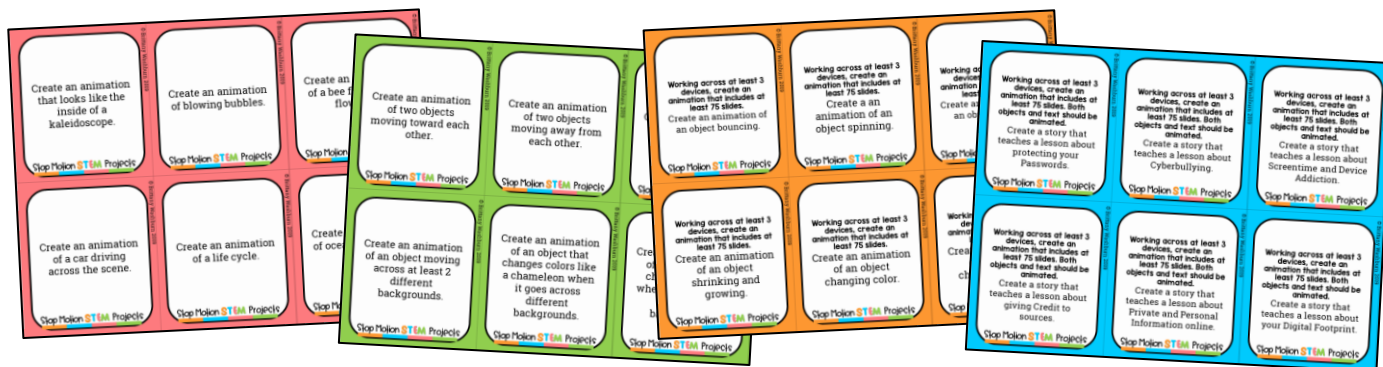 Create an animation
that looks like the
inside of a
kaleidoscope.
Stop Motion STEM Projects
Create an animation
of blowing bubbles.
Stop Motion STEM Projects
Create an
of a bee f
flow
Create an animation
of a car driving
across the scene.
Stop Motion STEM Projects
Create an animation
of a life cycle.
Stop Motion STEM Projects
Create
of ocea
Create an animation
of two objects
moving toward each
other.
Stop Motion STEM Projects
Create an animation
of two objects
moving away from
each other.
Stop Motion STEM Projects
Create an animation
of an object moving
across at least 2
different
backgrounds.
Stop Motion STEM Projects
Create an animation
of an object that
changes colors like
a chameleon when
it goes across
different
backgrounds.
Stop Motion STEM Projects
Working across at least 3
devices, create an
animation that includes at
least 75 slides.
Create an animation of
an object bouncing.
Stop Motion STEM Projects
Working across at least 3
devices, create an
animation that includes at
least 75 slides.
Create a an
animation of an
object spinning.
Stop Motion STEM Projects
Working across at least 3
devices, create an
animation that includes at
least 75 slides.
Create an animation
of an object
shrinking and
growing.
Stop Motion STEM Projects
Working across at least 3
devices, create an
animation that includes at
least 75 slides.
Create an animation
of an object
changing color.
Stop Motion STEM Projects
Working across at least 3
devices, create an
animation that includes at
least 75 slides. Both
objects and text should be
animated.
Create a story that
teaches a lesson about
protecting your
Passwords.
Stop Motion STEM Projects
Working across at least 3
devices, create an
animation that includes at
least 75 slides. Both
objects and text should be
animated.
Create a story that
teaches a lesson about
Cyberbullying.
Stop Motion STEM Projects
Working across at least 3
devices, create an
animation that includes at
least 75 slides. Both
objects and text should be
animated.
Create a story that
teaches a lesson about
Screentime and Device
Addiction.
Stop Motion STEM Projects
Working across at least 3
devices, create an
animation that includes at
least 75 slides. Both
objects and text should be
animated.
Create a story that
teaches a lesson about
giving Credit to
sources.
Stop Motion STEM Projects
Working across at least 3
devices, create an
animation that includes at
least 75 slides. Both
objects and text should be
animated.
Create a story that
teaches a lesson about
Private and Personal
Information online.
Stop Motion STEM Projects
Working across at least 3
devices, create an
animation that includes at
least 75 slides. Both
objects and text should be
animated.
Create a story that
teaches a lesson about
your Digital Footprint.
Stop Motion STEM Projects